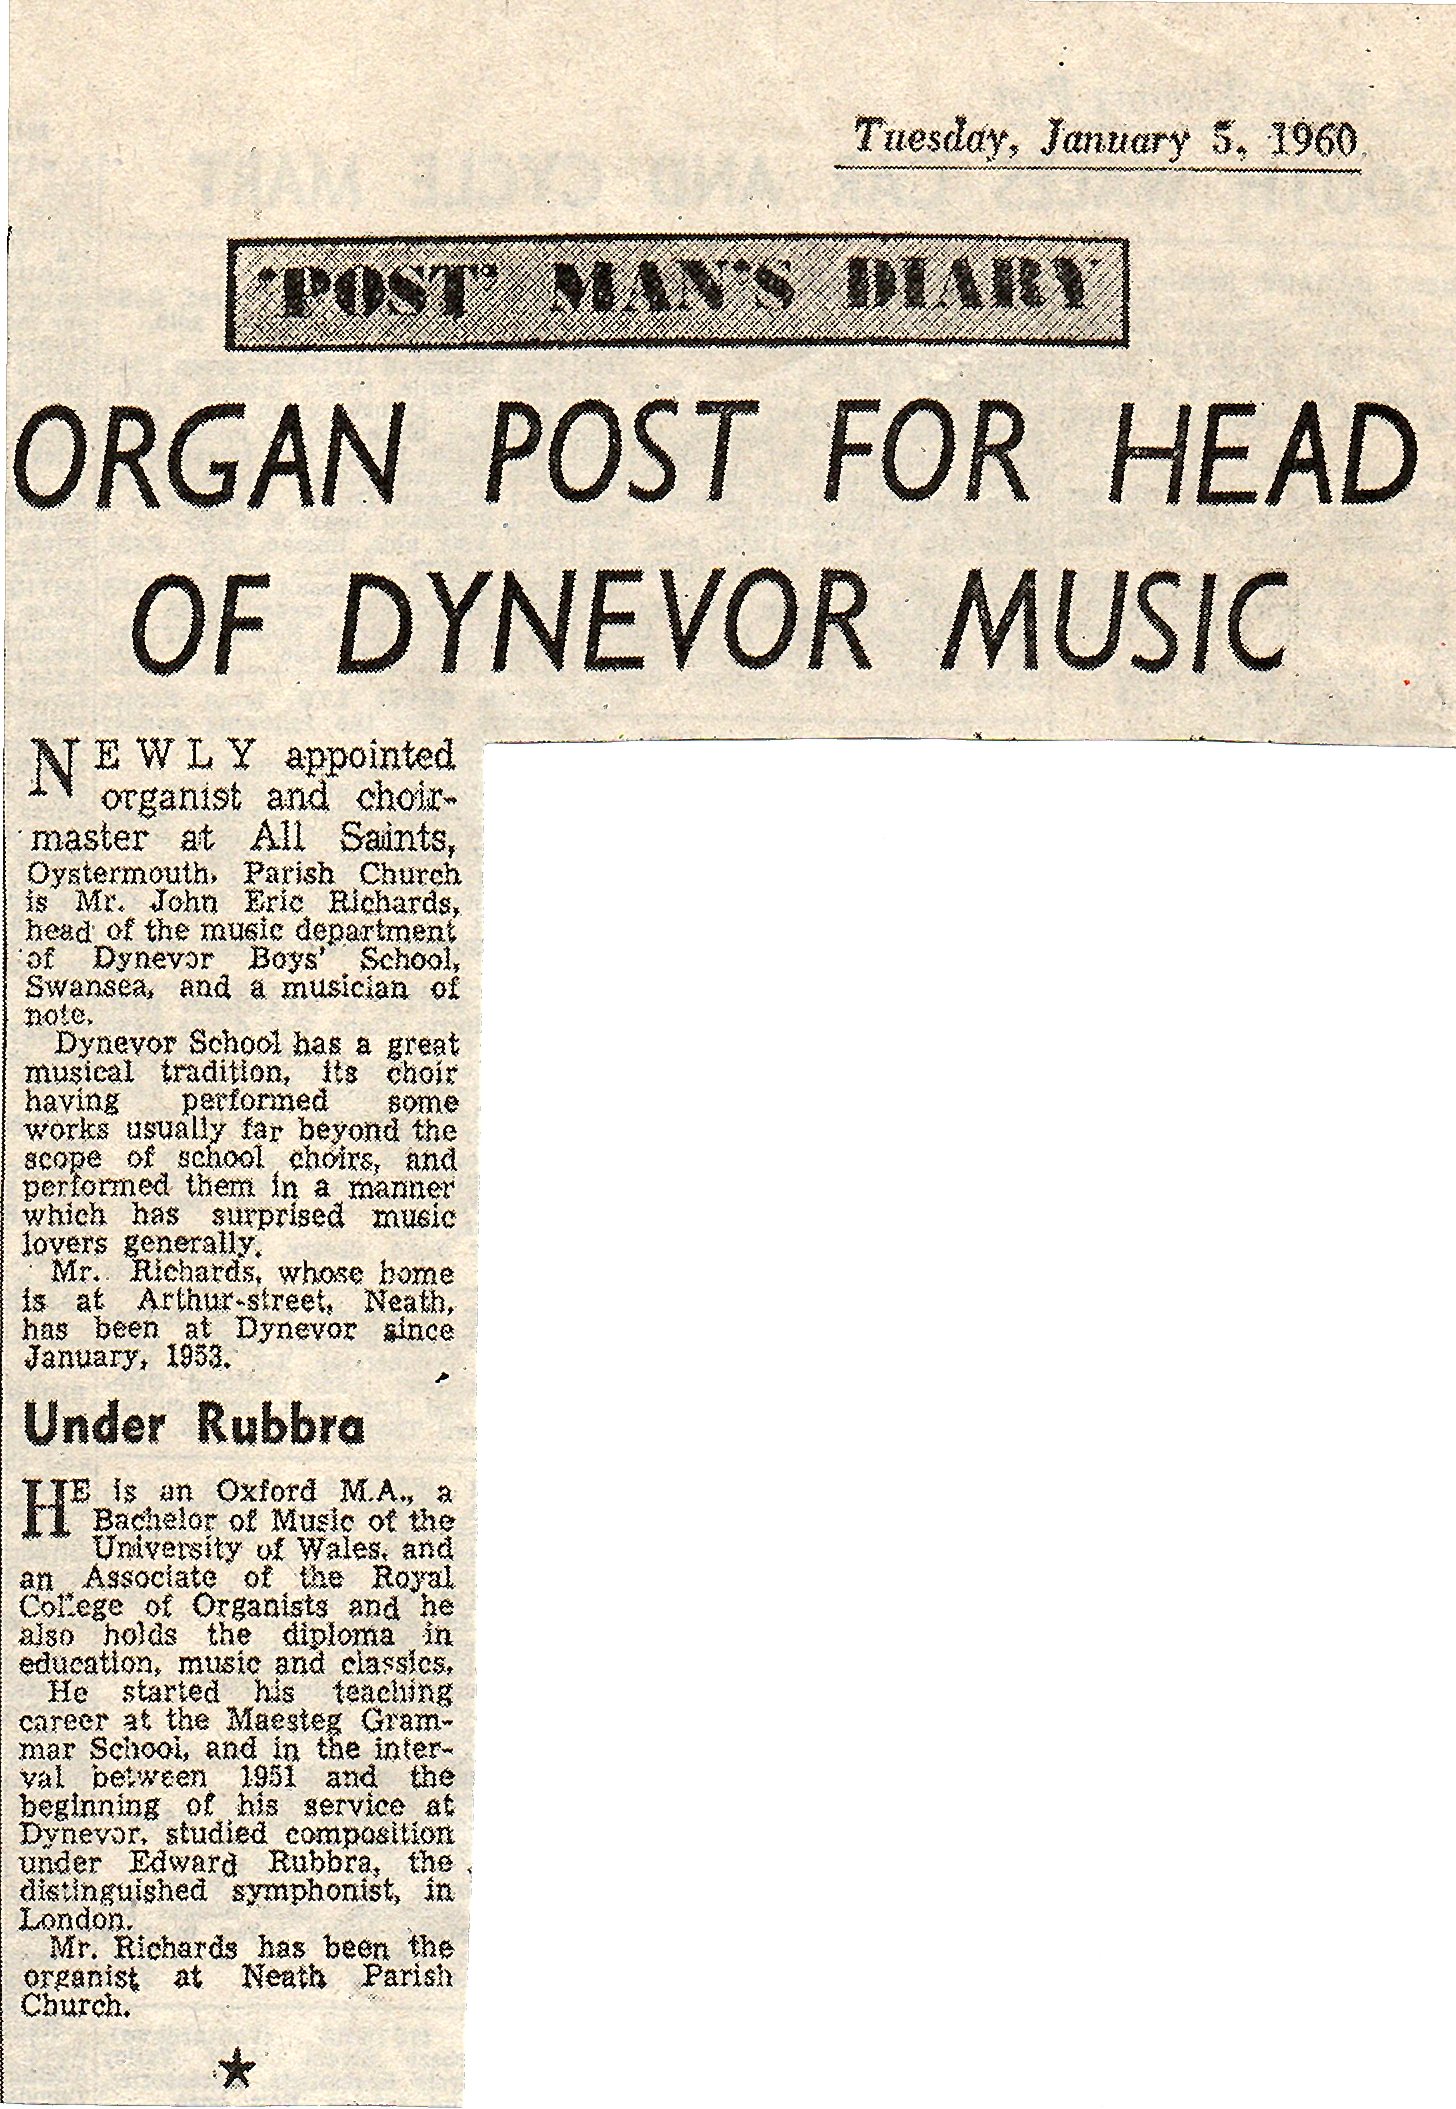 Tuesday, January 5, 1960
'POST' MAN'S DIARY
ORGAN POST FOR HEAD
OF DYNEVOR MUSIC
NEWLY appointed
organist and choir-
master at All Saints,
Oystermouth, Parish Church
is Mr. John Eric Richards,
head of the music department
of Dynevor Boys' School,
Swansea, and a musician of
note.
Dynevor School has a great
musical tradition, its choir
having performed some
works usually far beyond the
scope of school choirs, and
performed them in a manner
which has surprised music
lovers generally.
Mr. Richards, whose home
is at Arthur-street, Neath,
has been at Dynevor since
January, 1953.
Under Rubbra
HE is an Oxford M.A., a
Bachelor of Music of the
University of Wales, and
an Associate of the Royal
College of Organists and he
also holds the diploma in
education, music and classics.
He started his teaching
career at the Maesteg Gram-
mar School, and in the inter-
val between 1951 and the
beginning of his service at
Dynevor, studied composition
under Edward Rubbra, the
distinguished symphonist, in
London.
Mr. Richards has been the
organist at Neath Parish
Church.